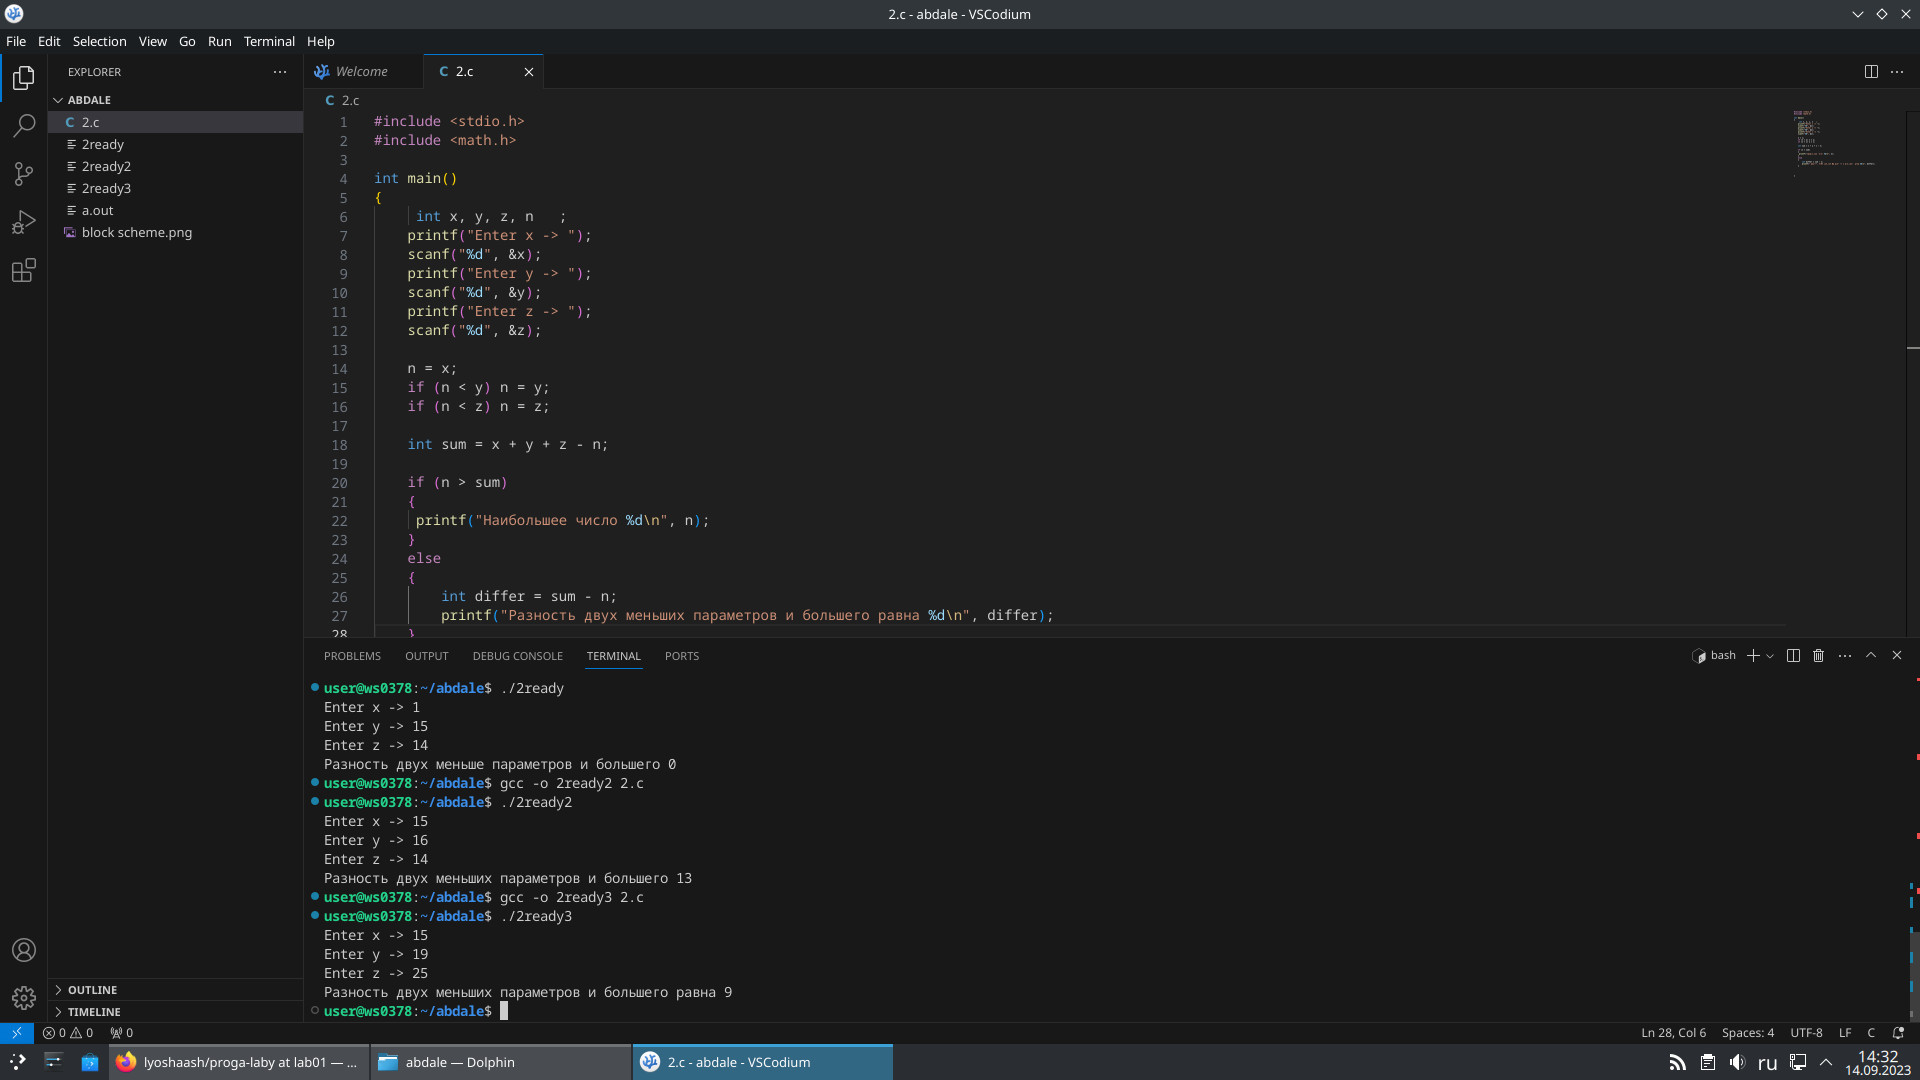 2.c - abdale - VSCodium
File Edit Selection View Go Run Terminal Help
EXPLORER
ABDALE
C 2.c
2ready
2ready2
2ready3
a.out
block scheme.png
OUTLINE
TIMELINE
Welcome
C 2.c
C 2.c
1 #include <stdio.h>
2 #include <math.h>
3
4 int main()
5 {
6 int x, y, z, n ;
7 printf("Enter x -> ");
8 scanf("%d", &x);
9 printf("Enter y -> ");
10 scanf("%d", &y);
11 printf("Enter z -> ");
12 scanf("%d", &z);
13
14 n = x;
15 if (n < y) n = y;
16 if (n < z) n = z;
17
18 int sum = x + y + z - n;
19
20 if (n > sum)
21 {
22 printf("Наибольшее число %d\n", n);
23 }
24 else
25 {
26 int differ = sum - n;
27 printf("Разность двух меньших параметров и большего равна %d\n", differ);
28 }
PROBLEMS OUTPUT DEBUG CONSOLE TERMINAL PORTS
bash
user@ws0378:~/abdale$ ./2ready
Enter x -> 1
Enter y -> 15
Enter z -> 14
Разность двух меньше параметров и большего 0
user@ws0378:~/abdale$ gcc -o 2ready2 2.c
user@ws0378:~/abdale$ ./2ready2
Enter x -> 15
Enter y -> 16
Enter z -> 14
Разность двух меньших параметров и большего 13
user@ws0378:~/abdale$ gcc -o 2ready3 2.c
user@ws0378:~/abdale$ ./2ready3
Enter x -> 15
Enter y -> 19
Enter z -> 25
Разность двух меньших параметров и большего равна 9
user@ws0378:~/abdale$
0 0 0 Ln 28, Col 6 Spaces: 4 UTF-8 LF C
lyoshaash/proga-laby at lab01 — ...
abdale — Dolphin
2.c - abdale - VSCodium
ru
14:32
14.09.2023